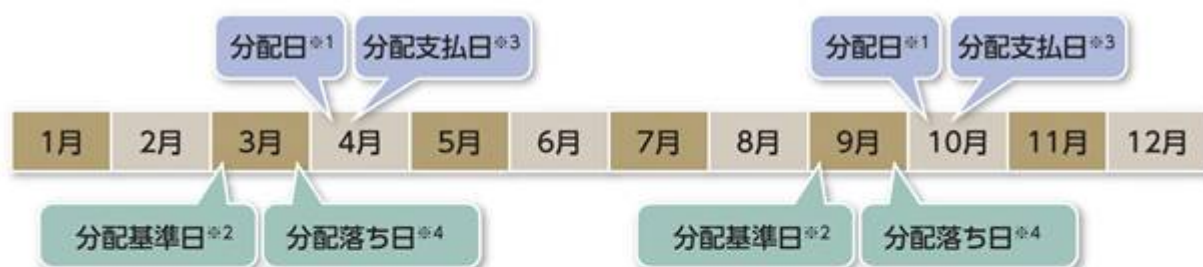 分配日※1
分配支払日※3
分配日※1
分配支払日※3
1月 2月 3月 4月 5月 6月 7月 8月 9月 10月 11月 12月
分配基準日※2
分配落ち日※4
分配基準日※2
分配落ち日※4